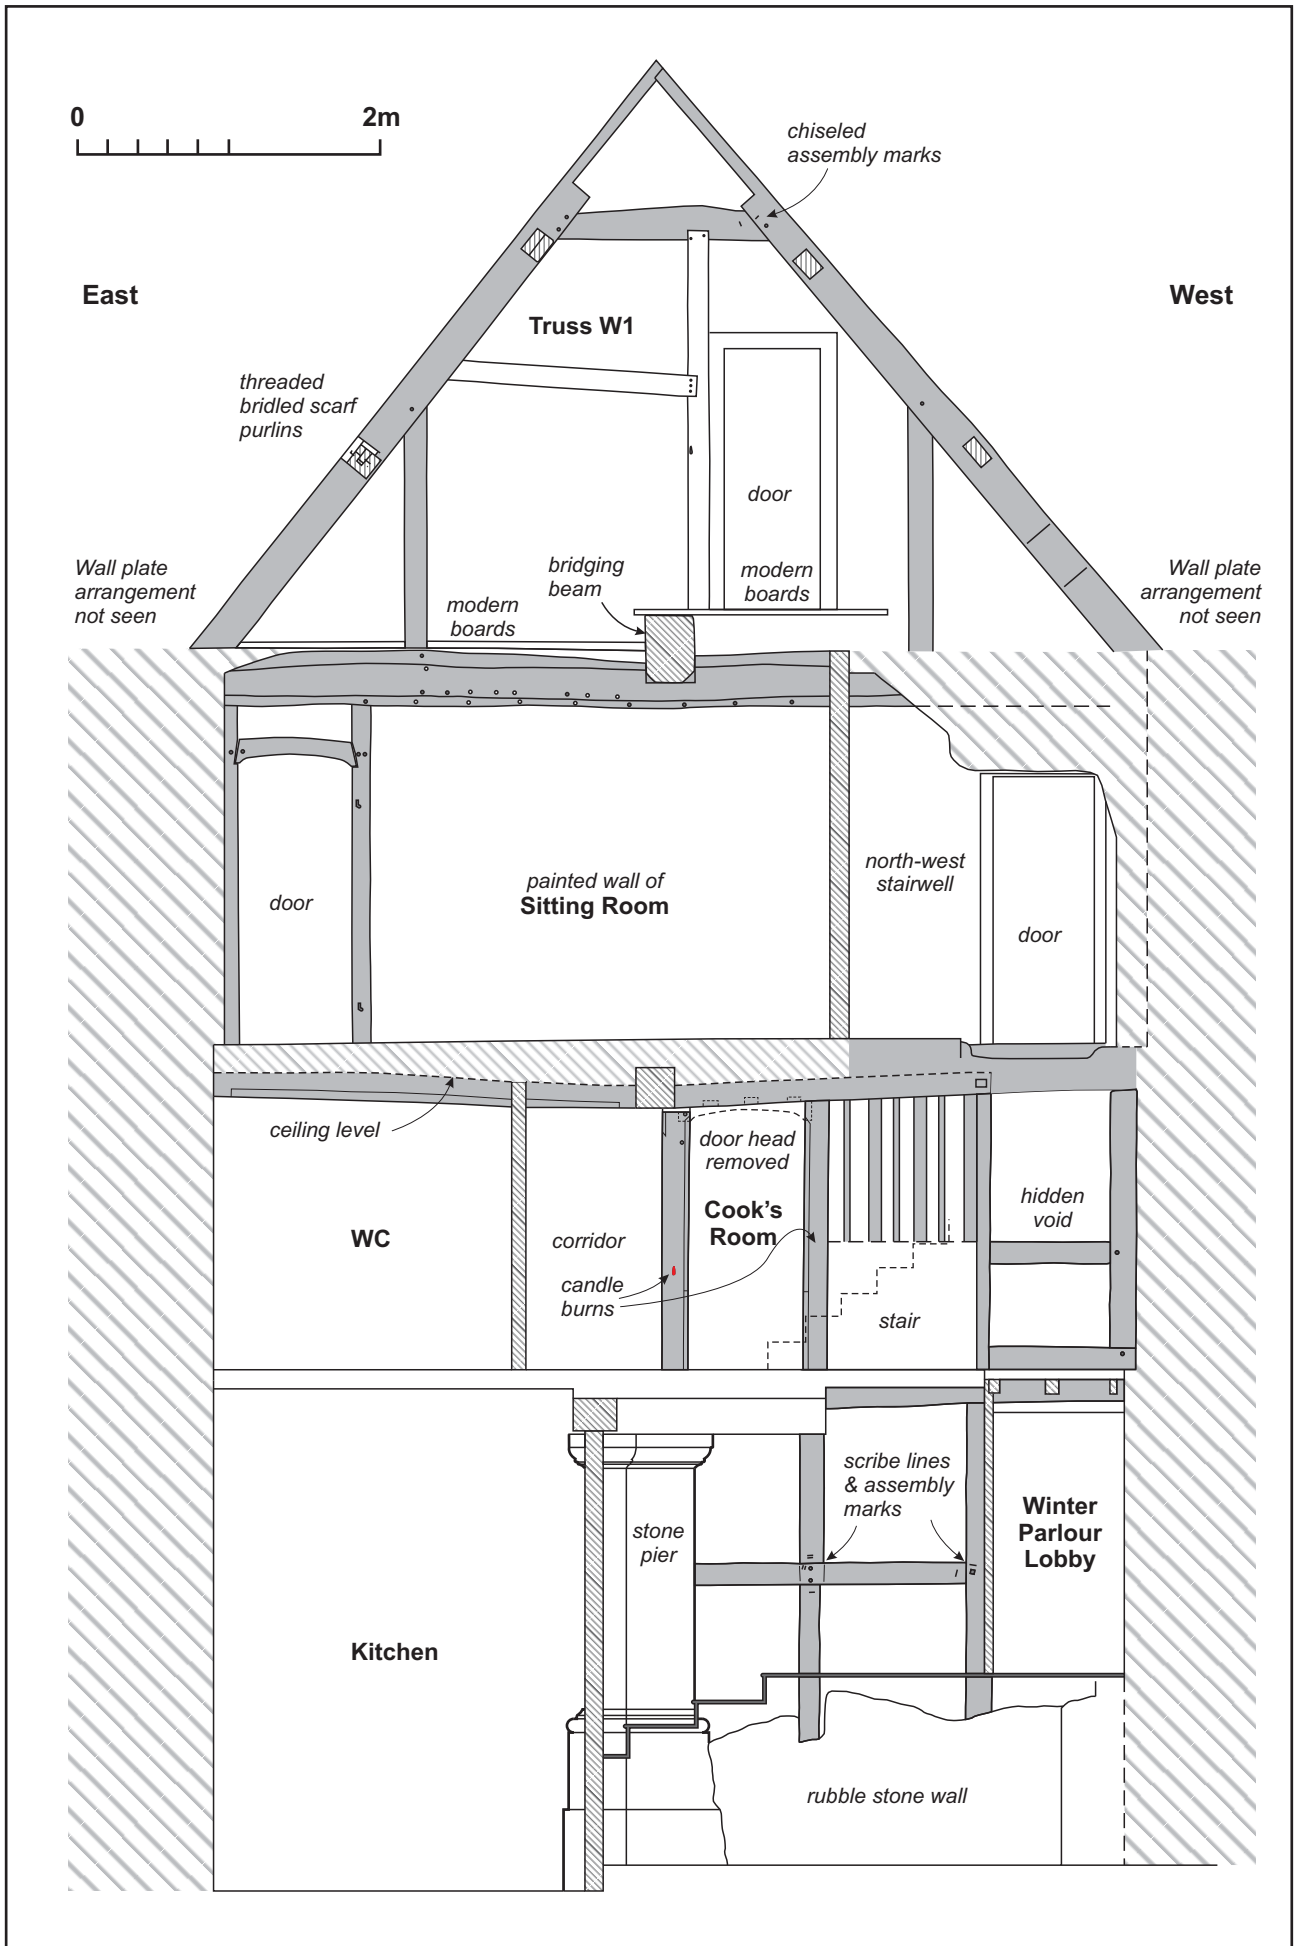 0 2m
chiseled
assembly marks
East
West
Truss W1
threaded
bridled scarf
purlins
door
Wall plate
arrangement
not seen
bridging
beam
modern
boards
modern
boards
Wall plate
arrangement
not seen
painted wall of
Sitting Room
north-west
stairwell
door
door
ceiling level
door head
removed
WC
corridor
Cook's
Room
hidden
void
candle
burns
stair
scribe lines
& assembly
marks
stone
pier
Winter
Parlour
Lobby
Kitchen
rubble stone wall